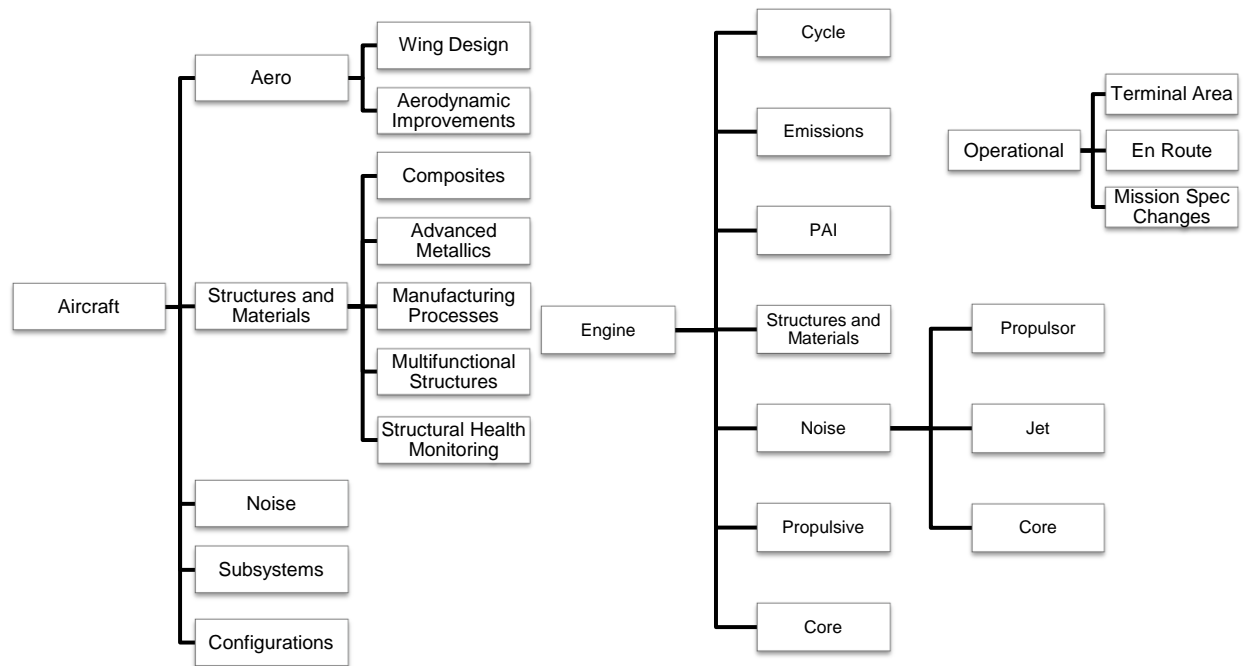 Aircraft
Aero
Wing Design
Aerodynamic
Improvements
Structures and
Materials
Composites
Advanced
Metallics
Manufacturing
Processes
Multifunctional
Structures
Structural Health
Monitoring
Noise
Subsystems
Configurations
Engine
Cycle
Emissions
PAI
Structures and
Materials
Noise
Propulsor
Jet
Core
Propulsive
Core
Operational
Terminal Area
En Route
Mission Spec
Changes